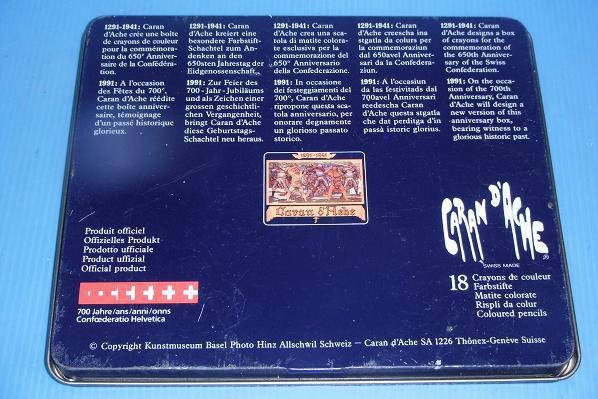 1291-1941: Caran
d'Ache crée une boîte
de crayons de couleur
pour la commémora-
tion du 650° Anniver-
saire de la Confédéra-
tion.
1991: A l'occasion
des Fêtes du 700°,
Caran d'Ache réédite
cette boîte anniver-
saire, témoignage
d'un passé historique
glorieux.
1291-1941: Caran
d'Ache kreiert eine
besondere Farbstift-
Schachtel zum An-
denken an den
650sten Jahrestag der
Eidgenossenschaft.
1991: Zur Feier des
700-Jahr-Jubiläums
und als Zeichen einer
grossen geschichtli-
chen Vergangenheit,
bringt Caran d'Ache
diese Geburtstags-
Schachtel neu heraus.
1291-1941: Caran
d'Ache crea una sca-
tola di matite colora-
te esclusiva per la
commemorazione del
650° Anniversario
della Confederazione.
1991: In occasione
dei festeggiamenti del
700°, Caran d'Ache
ripropone questa sca-
tola anniversario, per
onorare degnamente
un glorioso passato
storico.
1291-1941: Caran
d'Ache creescha ina
stgatla da colurs per
la commemoraziun
dal 650avel Anniver-
sari da la Confedera-
ziun.
1991: A l'occasiun
da las festivitads dal
700avel Anniversari
reedescha Caran
d'Ache questa stgatla
che dat perditga d'in
passà istoric glorius.
1291-1941: Caran
d'Ache designs a box
of crayons for the
commemoration of
the 650th anniversary
of the Swiss
Confederation.
1991: On the occa-
sion of the 700th
Anniversary, Caran
d'Ache will design a
new version of this
anniversary box,
bearing witness to a
glorious historic past.
1291-1941
Caran d'Ache
Produit officiel
Offizielles Produkt
Prodotto ufficiale
Product uffizial
Official product
700 Jahre/ans/anni/onns
Confœderatio Helvetica
CARAN D'ACHE
SWISS MADE ®
18 Crayons de couleur
Farbstifte
Matite colorate
Rispli da colur
Coloured pencils
© Copyright Kunstmuseum Basel Photo Hinz Allschwil Schweiz – Caran d'Ache SA 1226 Thônex-Genève Suisse